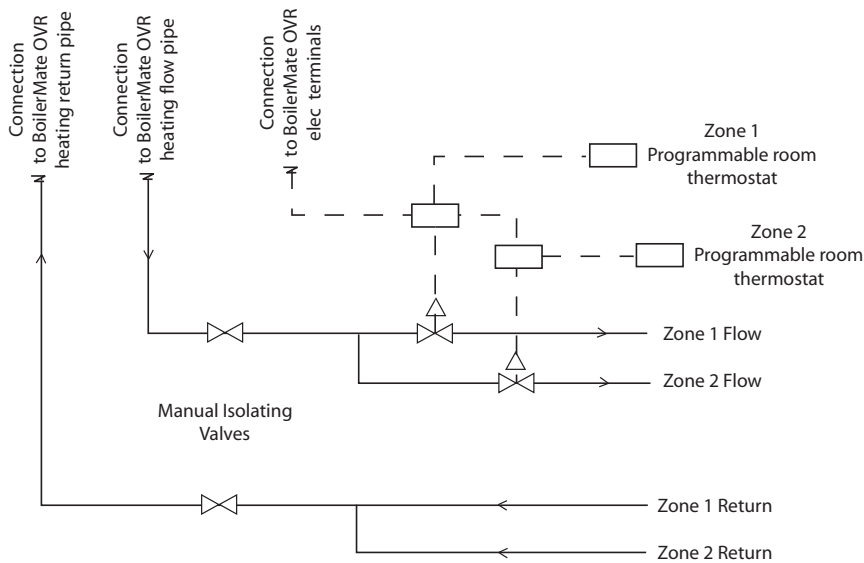 Connection
to BoilerMate OVR
heating return pipe
Connection
to BoilerMate OVR
heating flow pipe
Connection
to BoilerMate OVR
elec terminals
Zone 1
Programmable room
thermostat
Zone 2
Programmable room
thermostat
Zone 1 Flow
Zone 2 Flow
Manual Isolating
Valves
Zone 1 Return
Zone 2 Return